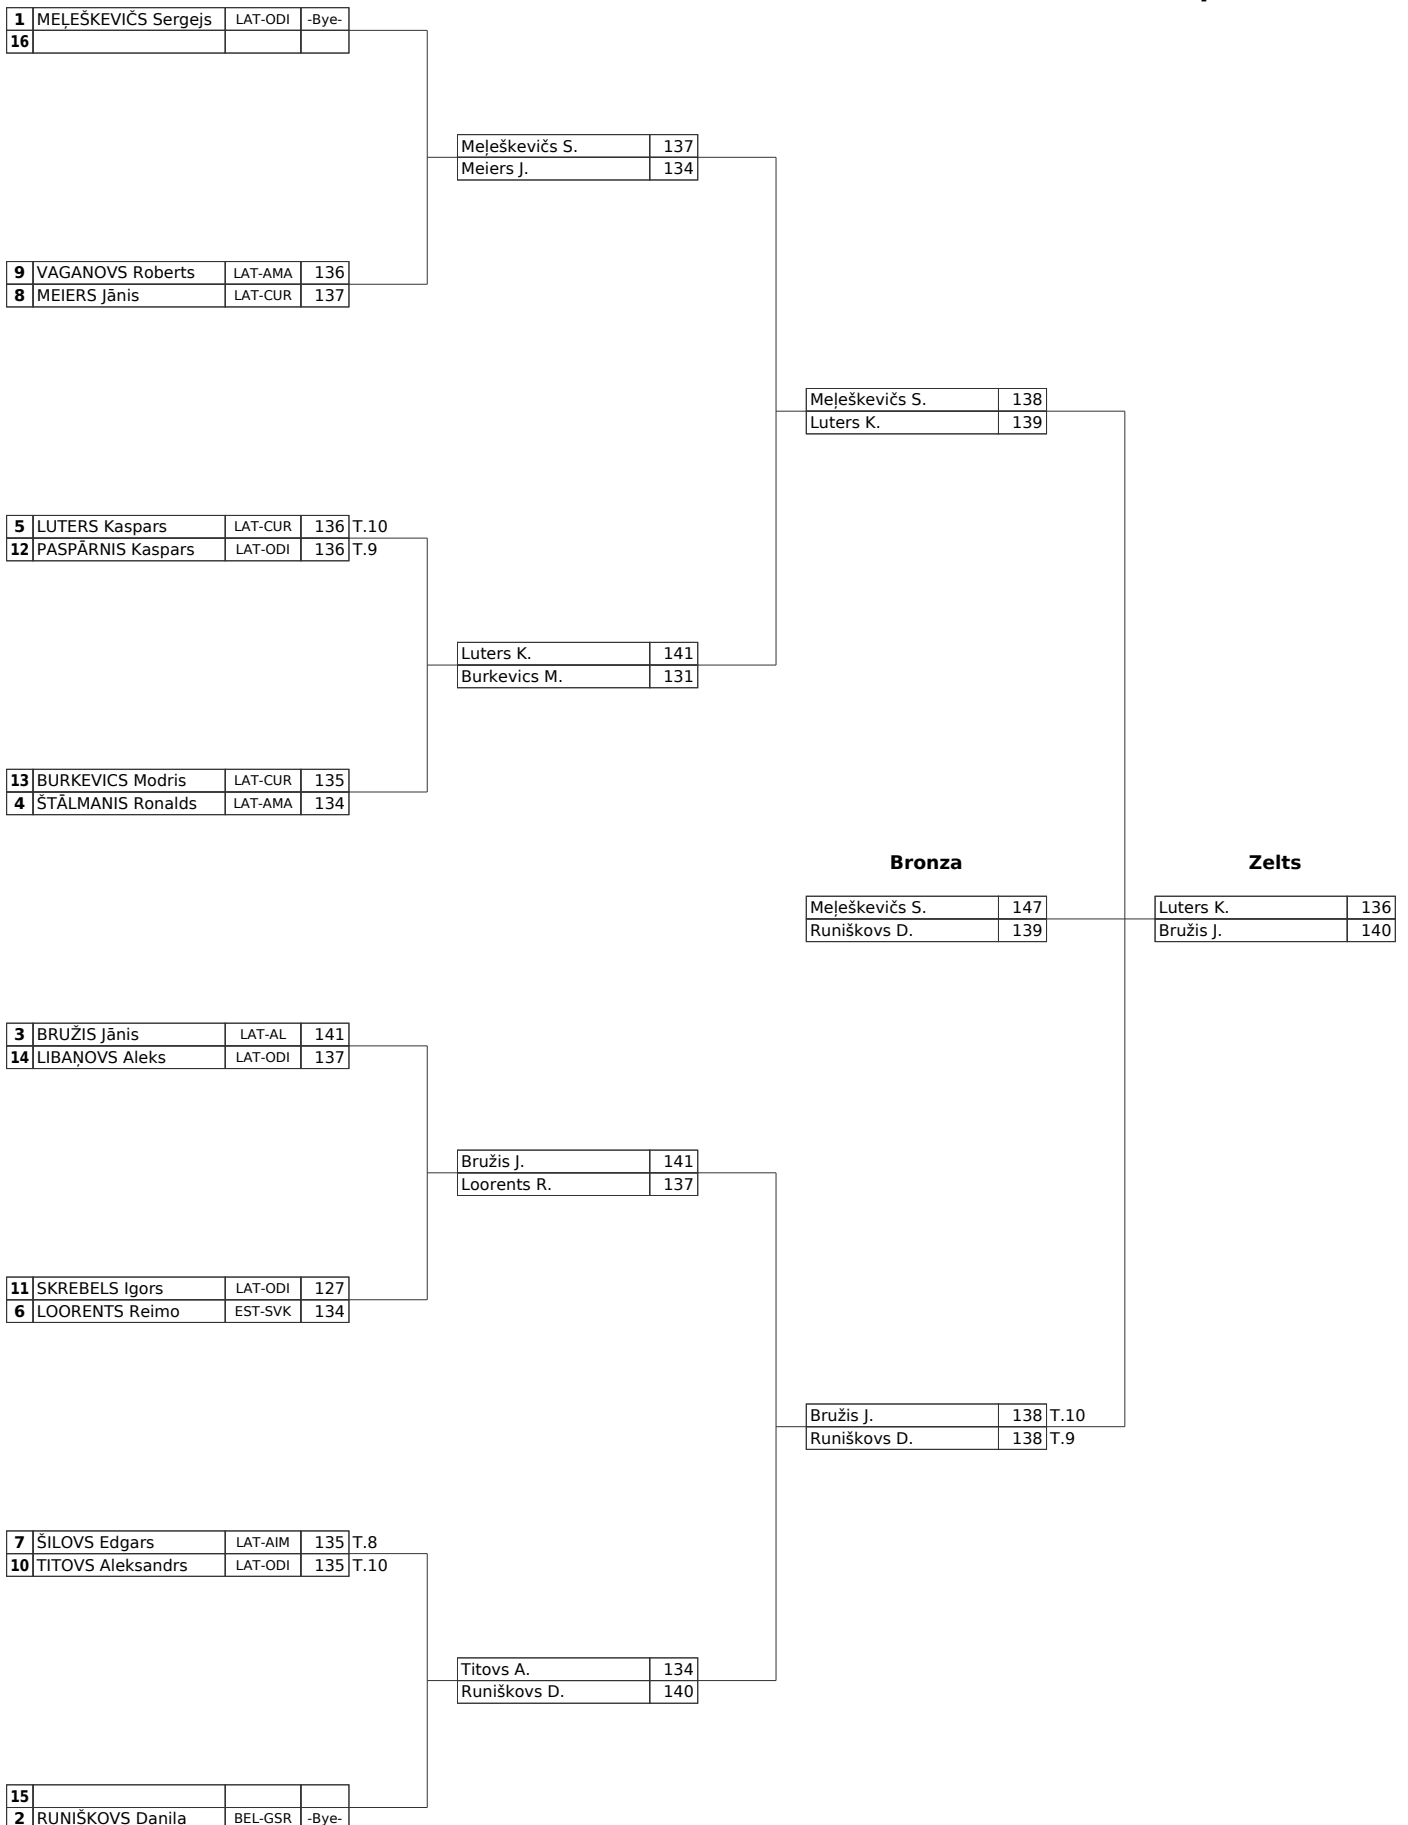 1 MEĻEŠKEVIČS Sergejs LAT-ODI -Bye-
16
Meļeškevičs S. 137
Meiers J. 134
9 VAGANOVS Roberts LAT-AMA 136
8 MEIERS Jānis LAT-CUR 137
Meļeškevičs S. 138
Luters K. 139
5 LUTERS Kaspars LAT-CUR 136 T.10
12 PASPĀRNIS Kaspars LAT-ODI 136 T.9
Luters K. 141
Burkevics M. 131
13 BURKEVICS Modris LAT-CUR 135
4 ŠTĀLMANIS Ronalds LAT-AMA 134
Bronza Zelts
Meļeškevičs S. 147 Luters K. 136
Runiškovs D. 139 Bružis J. 140
3 BRUŽIS Jānis LAT-AL 141
14 LIBAŅOVS Aleks LAT-ODI 137
Bružis J. 141
Loorents R. 137
11 SKREBELS Igors LAT-ODI 127
6 LOORENTS Reimo EST-SVK 134
Bružis J. 138 T.10
Runiškovs D. 138 T.9
7 ŠILOVS Edgars LAT-AIM 135 T.8
10 TITOVS Aleksandrs LAT-ODI 135 T.10
Titovs A. 134
Runiškovs D. 140
15
2 RUNIŠKOVS Danila BEL-GSR -Bye-